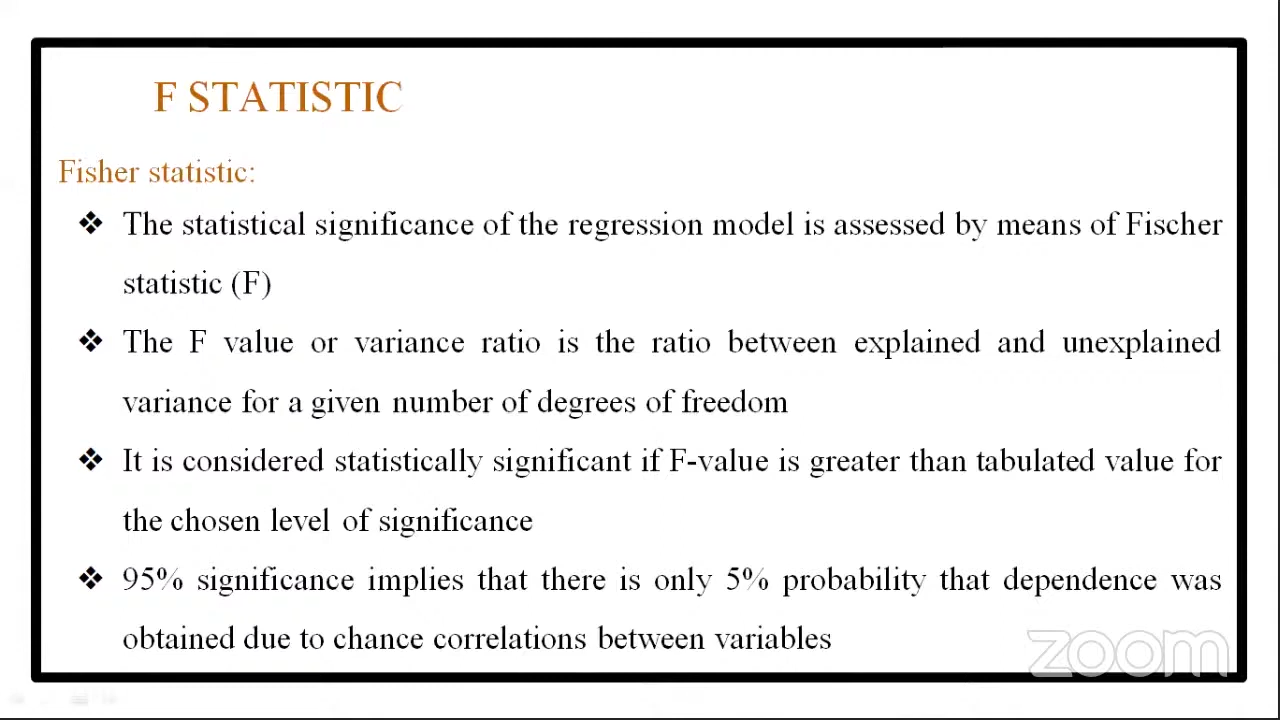 F STATISTIC
Fisher statistic:
❖ The statistical significance of the regression model is assessed by means of Fischer
statistic (F)
❖ The F value or variance ratio is the ratio between explained and unexplained
variance for a given number of degrees of freedom
❖ It is considered statistically significant if F-value is greater than tabulated value for
the chosen level of significance
❖ 95% significance implies that there is only 5% probability that dependence was
obtained due to chance correlations between variables
zoom